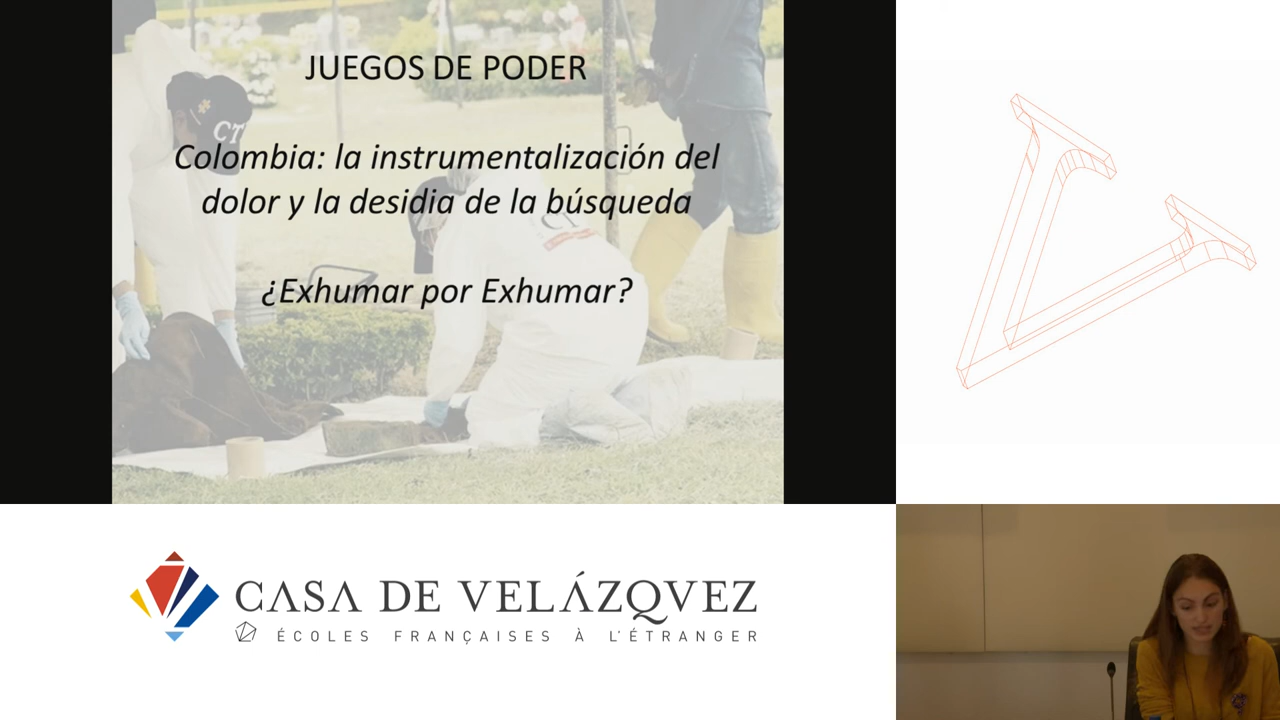 JUEGOS DE PODER
Colombia: la instrumentalización del
dolor y la desidia de la búsqueda
¿Exhumar por Exhumar?
CT
CASA DE VELÁZQVEZ
ÉCOLES FRANÇAISES À L'ÉTRANGER